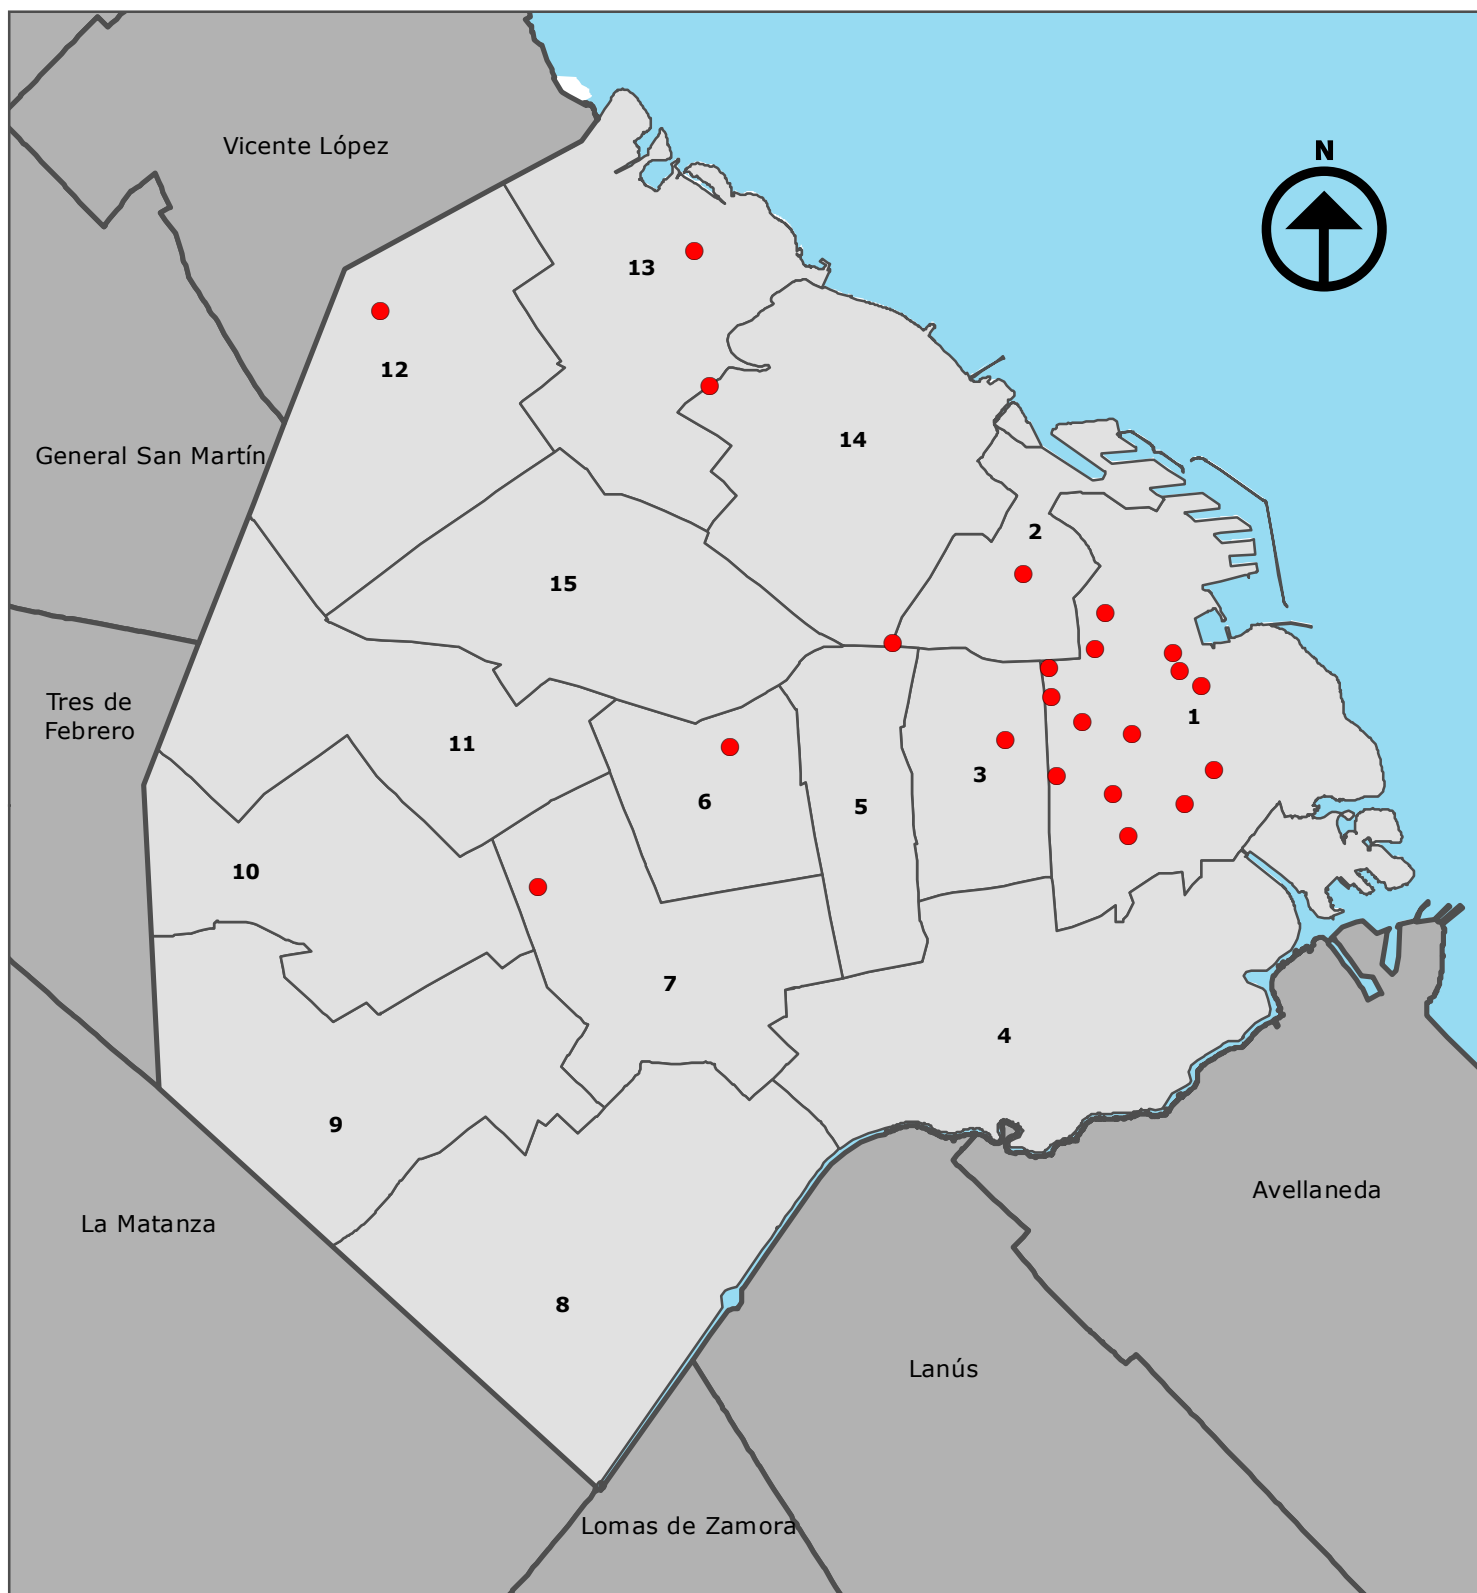 Vicente López
N
13
12
14
General San Martín
2
15
Tres de
Febrero
1
11
3
6
5
10
7
4
9
Avellaneda
La Matanza
8
Lanús
Lomas de Zamora